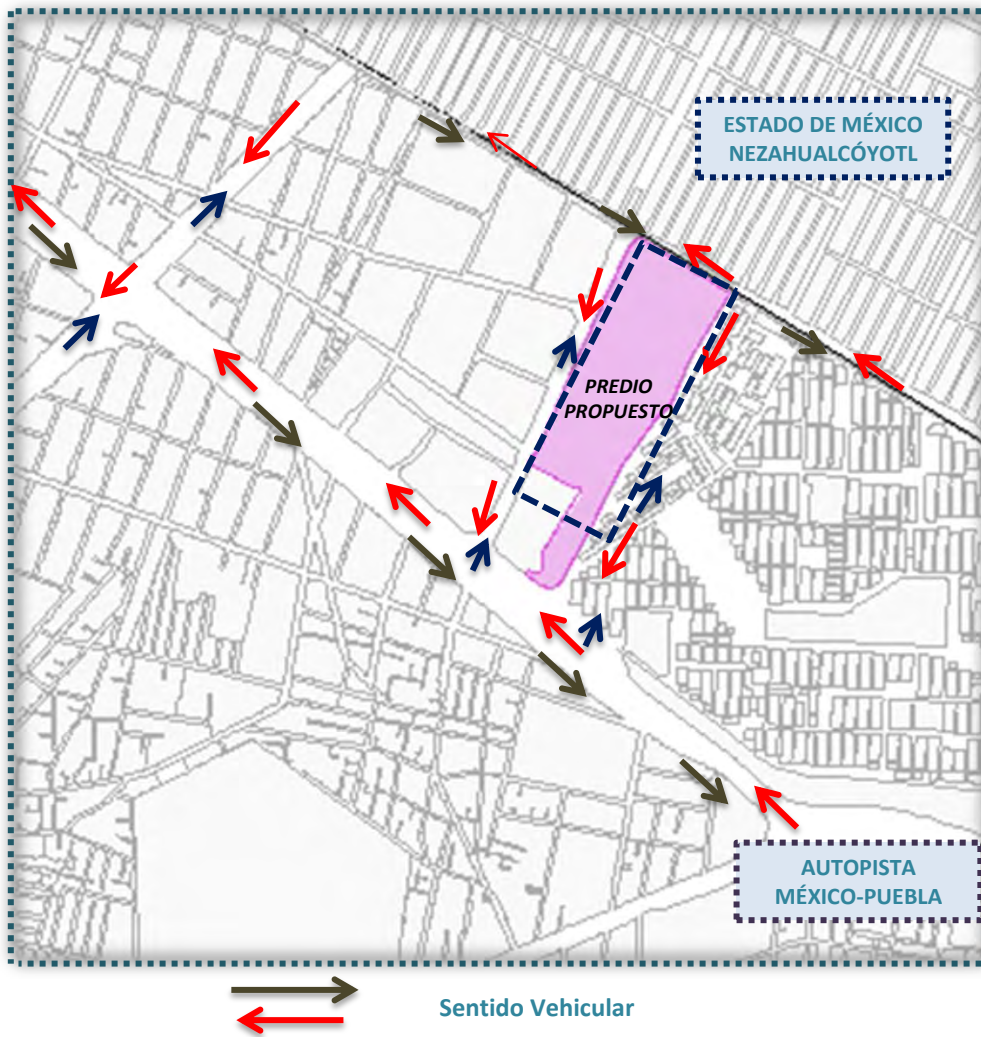 ESTADO DE MÉXICO
NEZAHUALCÓYOTL
PREDIO
PROPUESTO
AUTOPISTA
MÉXICO-PUEBLA
Sentido Vehicular